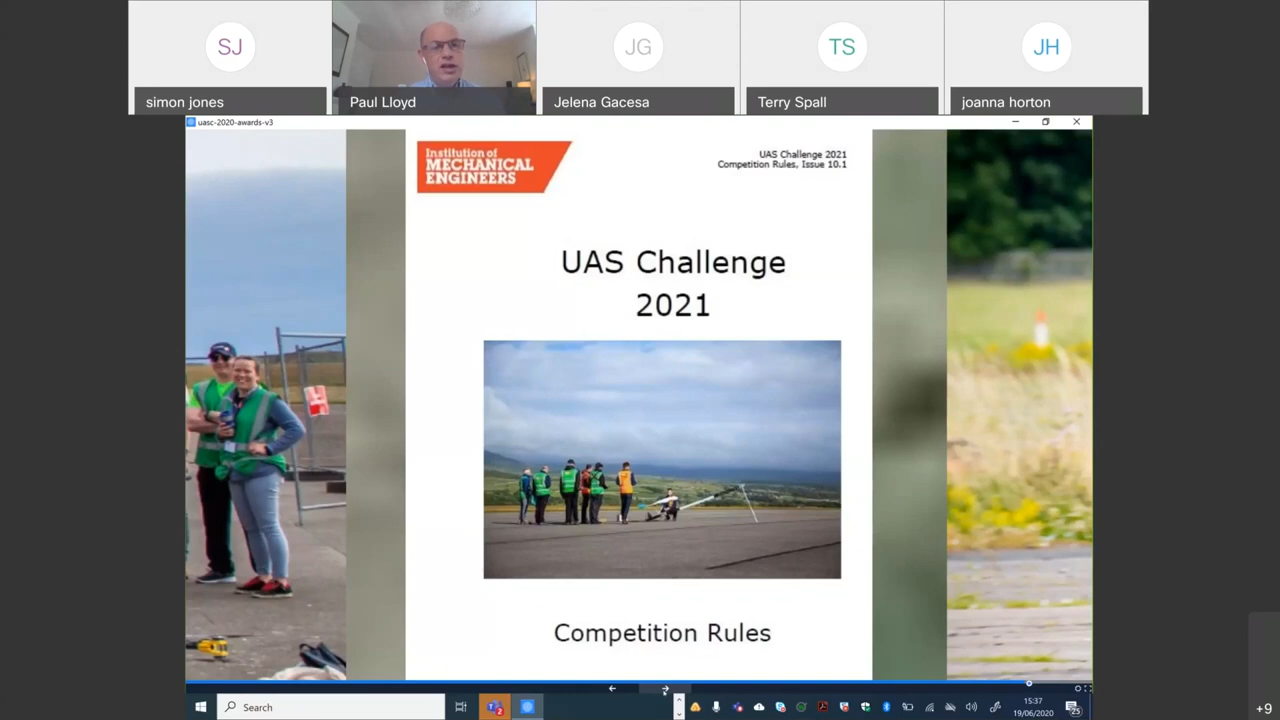 SJ
JG
TS
JH
simon jones
Paul Lloyd
Jelena Gacesa
Terry Spall
joanna horton
uasc-2020-awards-v3
Institution of
MECHANICAL
ENGINEERS
UAS Challenge 2021
Competition Rules, Issue 10.1
UAS Challenge
2021
Competition Rules
Search
2
15:37
19/06/2020
25
+9